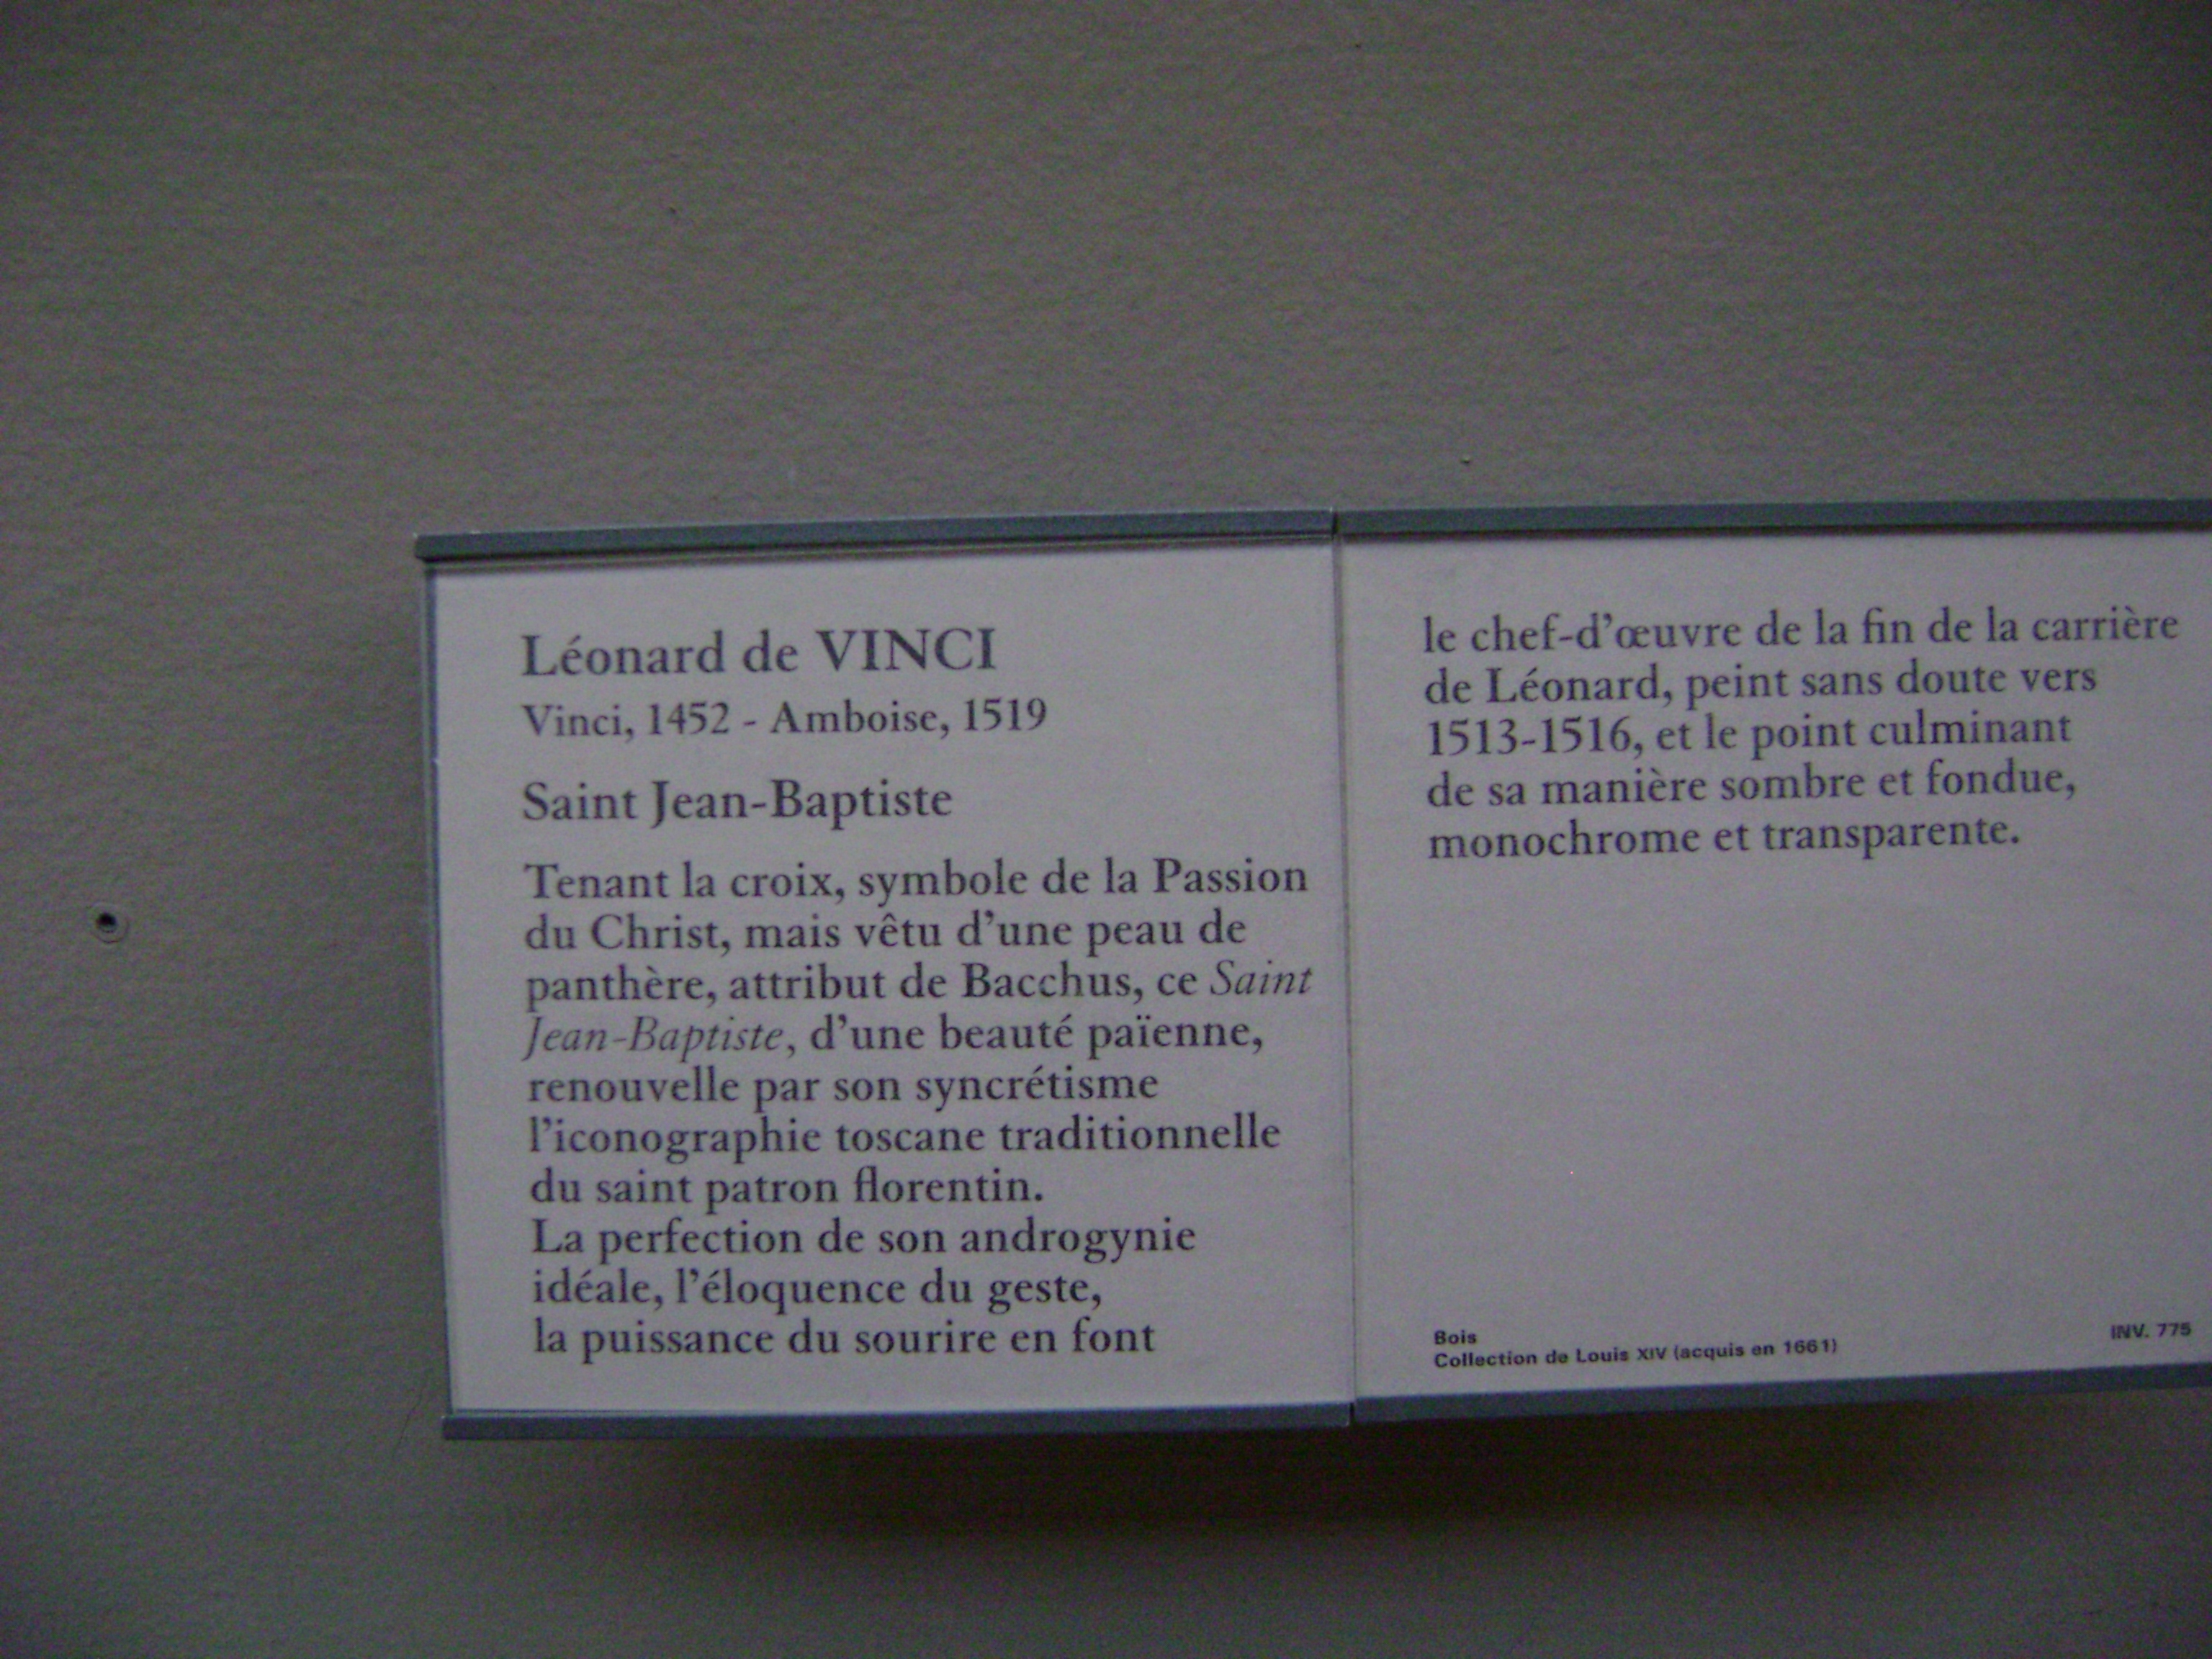 Léonard de VINCI
Vinci, 1452 - Amboise, 1519
Saint Jean-Baptiste
Tenant la croix, symbole de la Passion
du Christ, mais vêtu d'une peau de
panthère, attribut de Bacchus, ce Saint
Jean-Baptiste, d'une beauté païenne,
renouvelle par son syncrétisme
l'iconographie toscane traditionnelle
du saint patron florentin.
La perfection de son androgynie
idéale, l'éloquence du geste,
la puissance du sourire en font
le chef-d'œuvre de la fin de la carrière
de Léonard, peint sans doute vers
1513-1516, et le point culminant
de sa manière sombre et fondue,
monochrome et transparente.
Bois
Collection de Louis XIV (acquis en 1661)
INV. 775